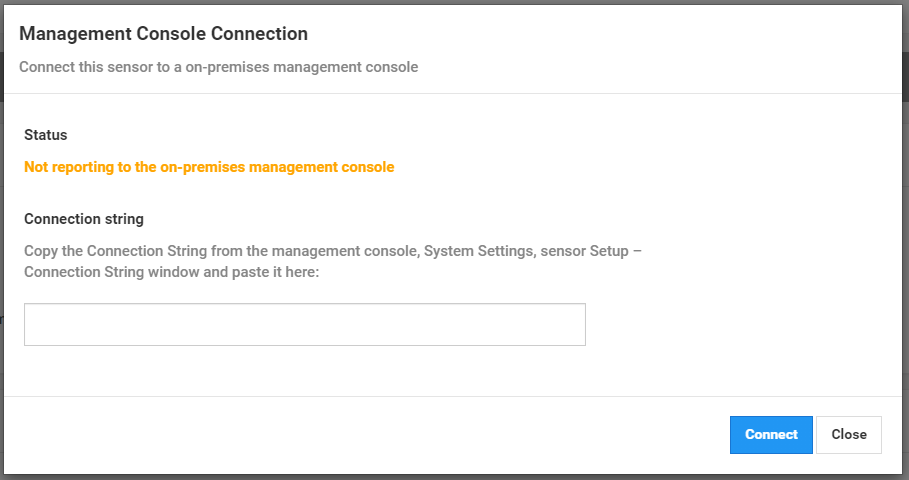 Management Console Connection
Connect this sensor to a on-premises management console
Status
Not reporting to the on-premises management console
Connection string
Copy the Connection String from the management console, System Settings, sensor Setup –
Connection String window and paste it here:
Connect Close